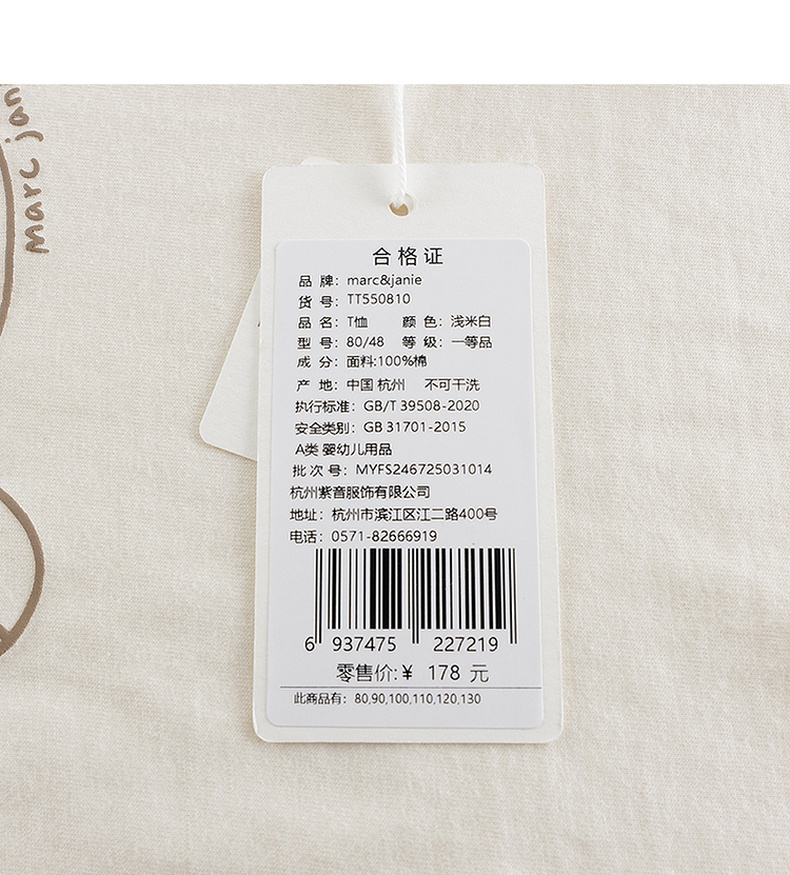 marc jan
合格证
品 牌：marc&janie
货 号：TT550810
品 名：T恤 颜 色：浅米白
型 号：80/48 等 级：一等品
成 分：面料:100%棉
产 地：中国 杭州 不可干洗
执行标准：GB/T 39508-2020
安全类别：GB 31701-2015
A类 婴幼儿用品
批 次 号：MYFS246725031014
杭州紫音服饰有限公司
地址：杭州市滨江区江二路400号
电话：0571-82666919
6 937475 227219
零售价:￥ 178 元
此商品有：80,90,100,110,120,130